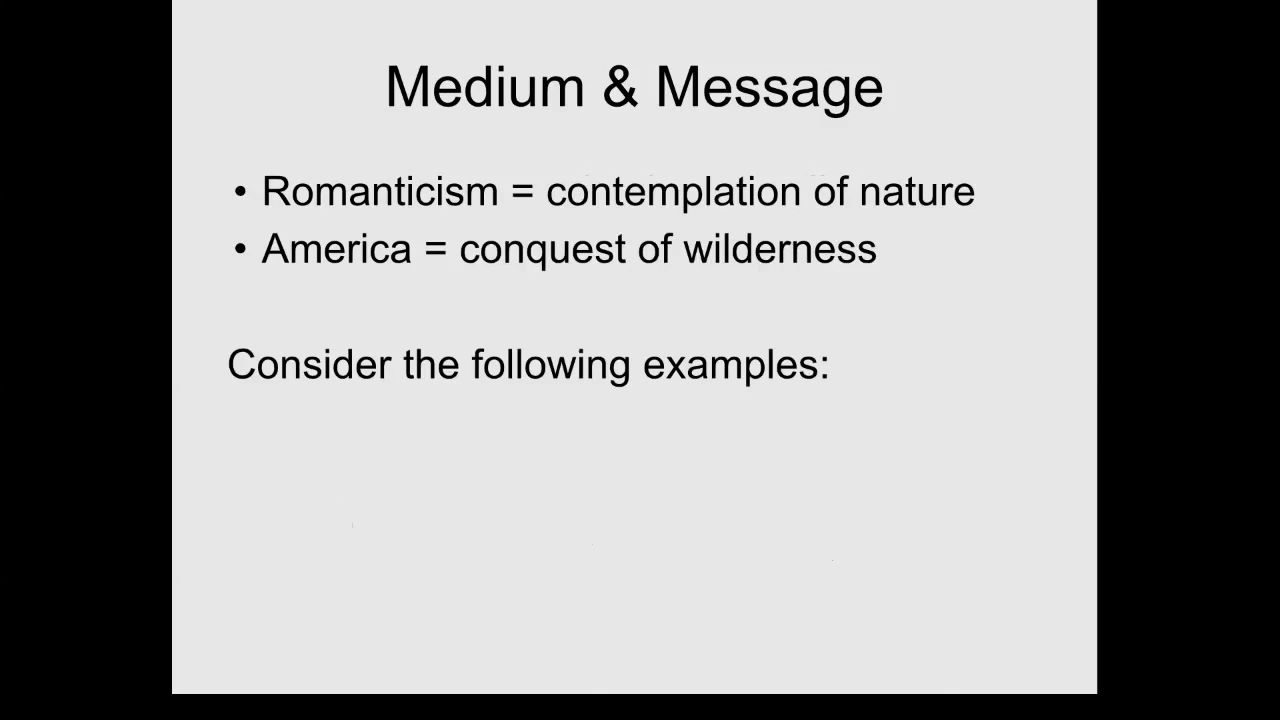 Medium & Message
• Romanticism = contemplation of nature
• America = conquest of wilderness
Consider the following examples: